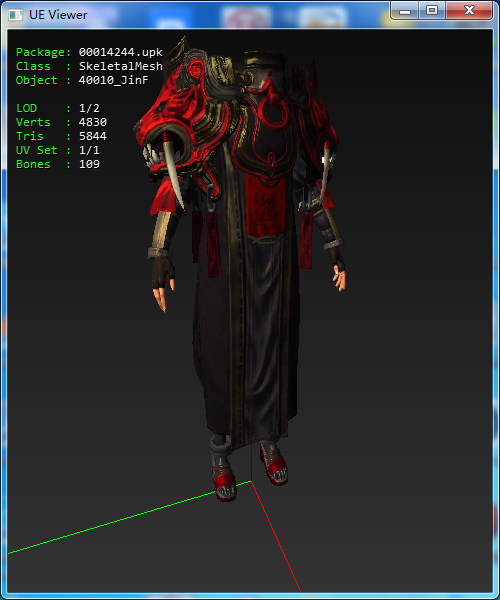 UE Viewer
Package: 00014244.upk
Class : SkeletalMesh
Object : 40010_JinF
LOD : 1/2
Verts : 4830
Tris : 5844
UV Set : 1/1
Bones : 109